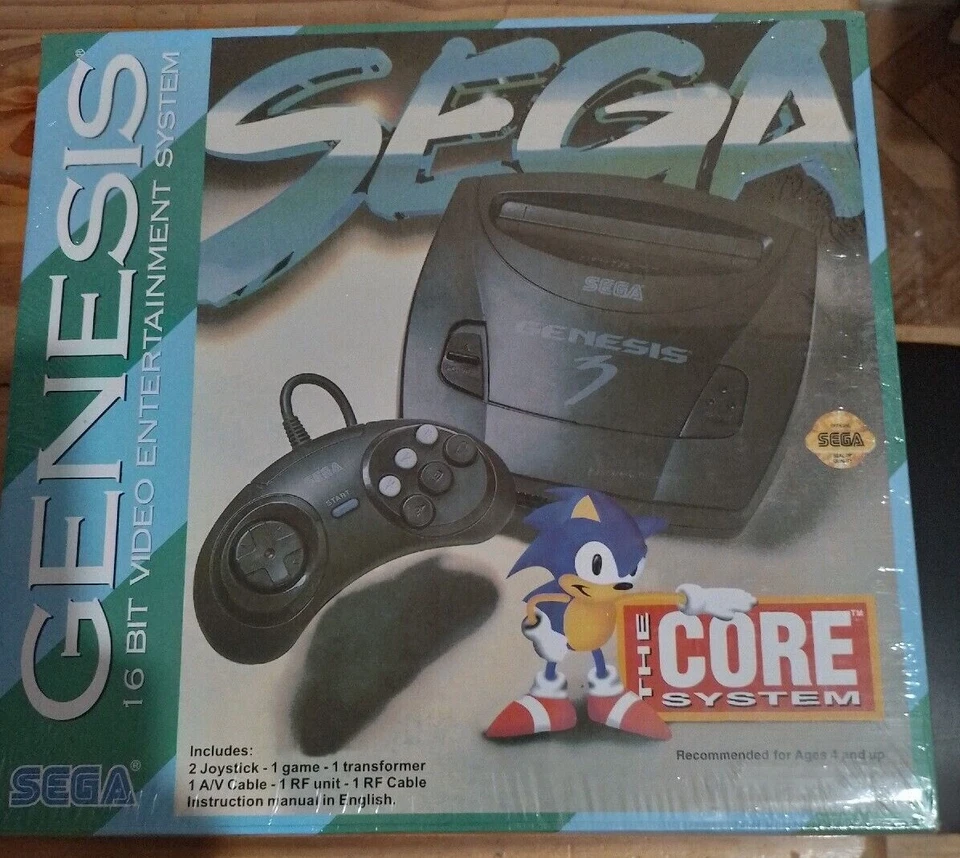 GENESIS®
16 BIT VIDEO ENTERTAINMENT SYSTEM
SEGA
SEGA
GENESIS
3
SEGA
START
SEGA
THE
CORE™
SYSTEM
Includes:
2 Joystick - 1 game - 1 transformer
1 A/V Cable - 1 RF unit - 1 RF Cable
Instruction manual in English.
Recommended for Ages 4 and up
SEGA®